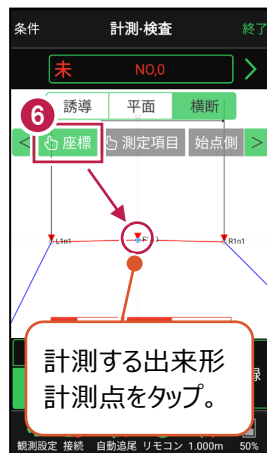 条件 計測・検査 終了
未 NO,0 >
誘導 平面 横断
6
< 座標 測定項目 始点側 >
L1n1 R1n1
計測する出来形
計測点をタップ。
観測設定 接続 自動追尾 リモコン 1.000m 50%